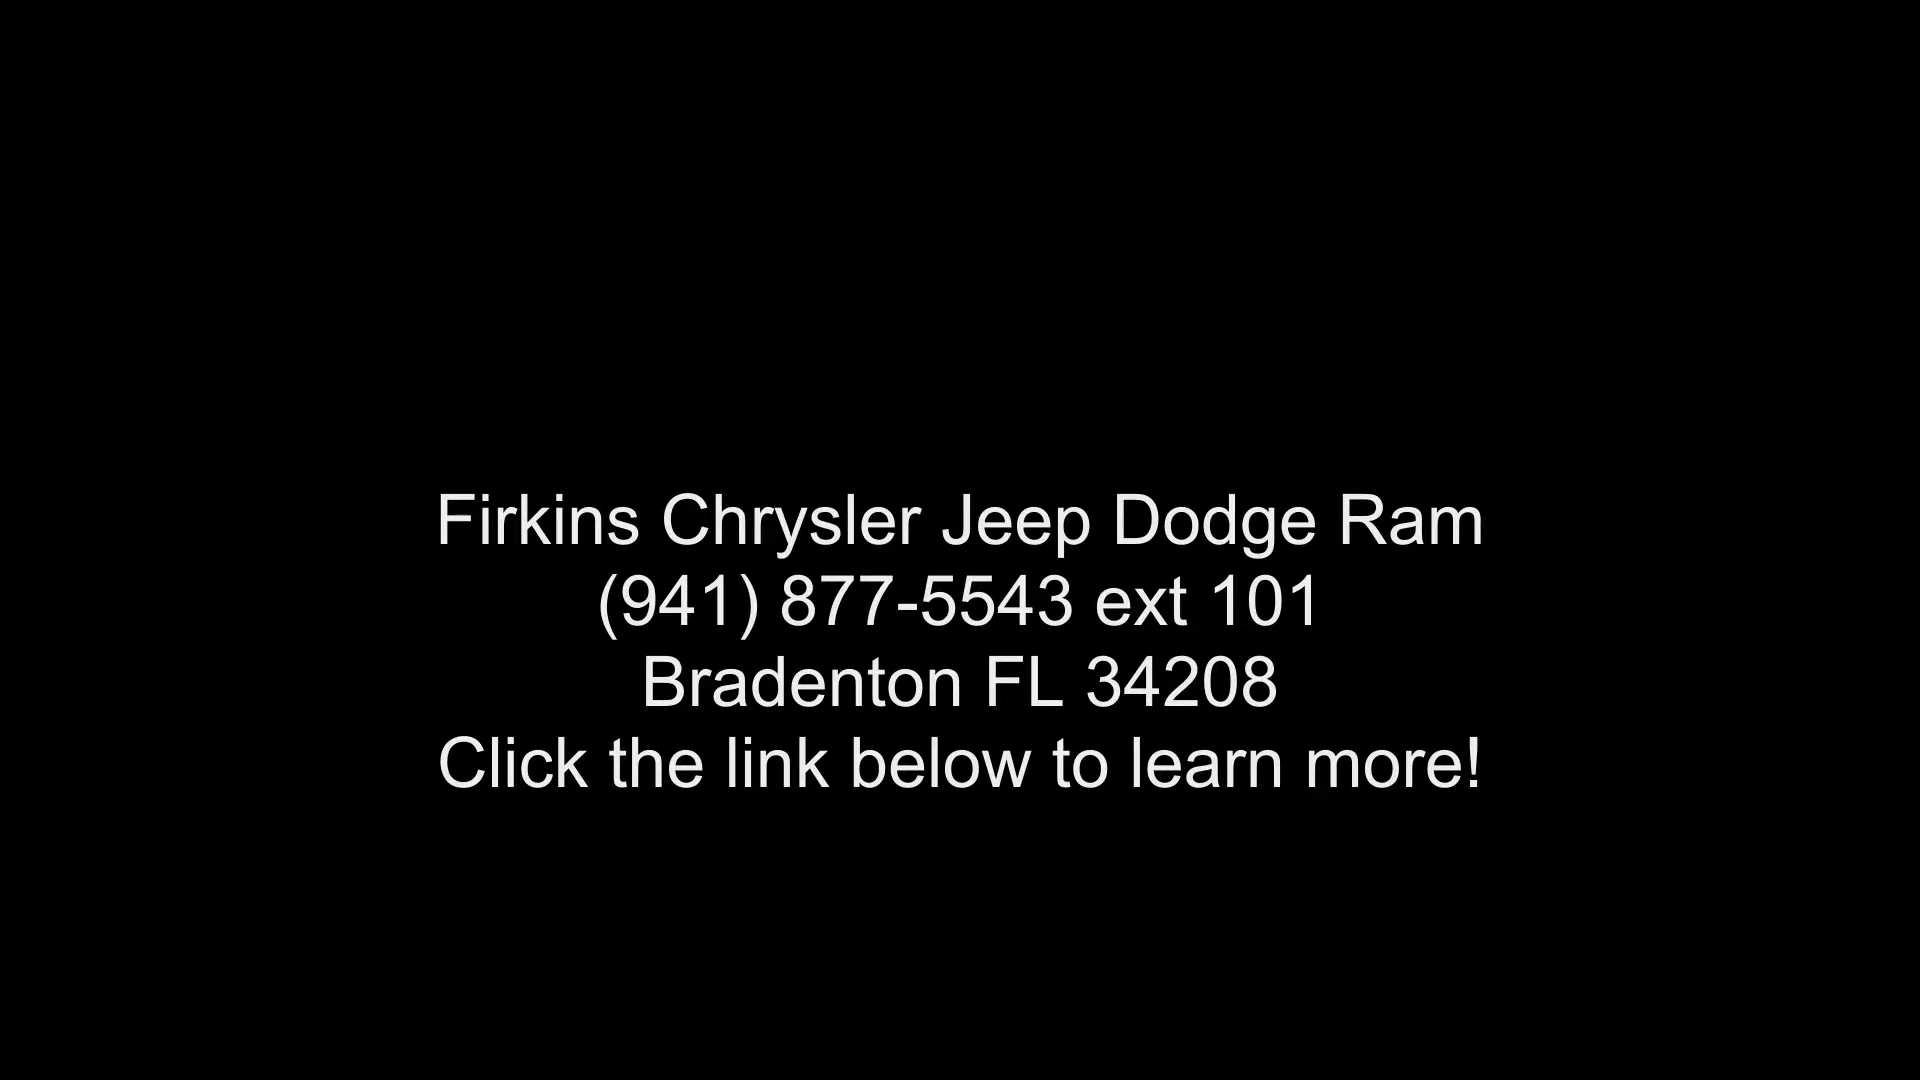 Firkins Chrysler Jeep Dodge Ram
(941) 877-5543 ext 101
Bradenton FL 34208
Click the link below to learn more!